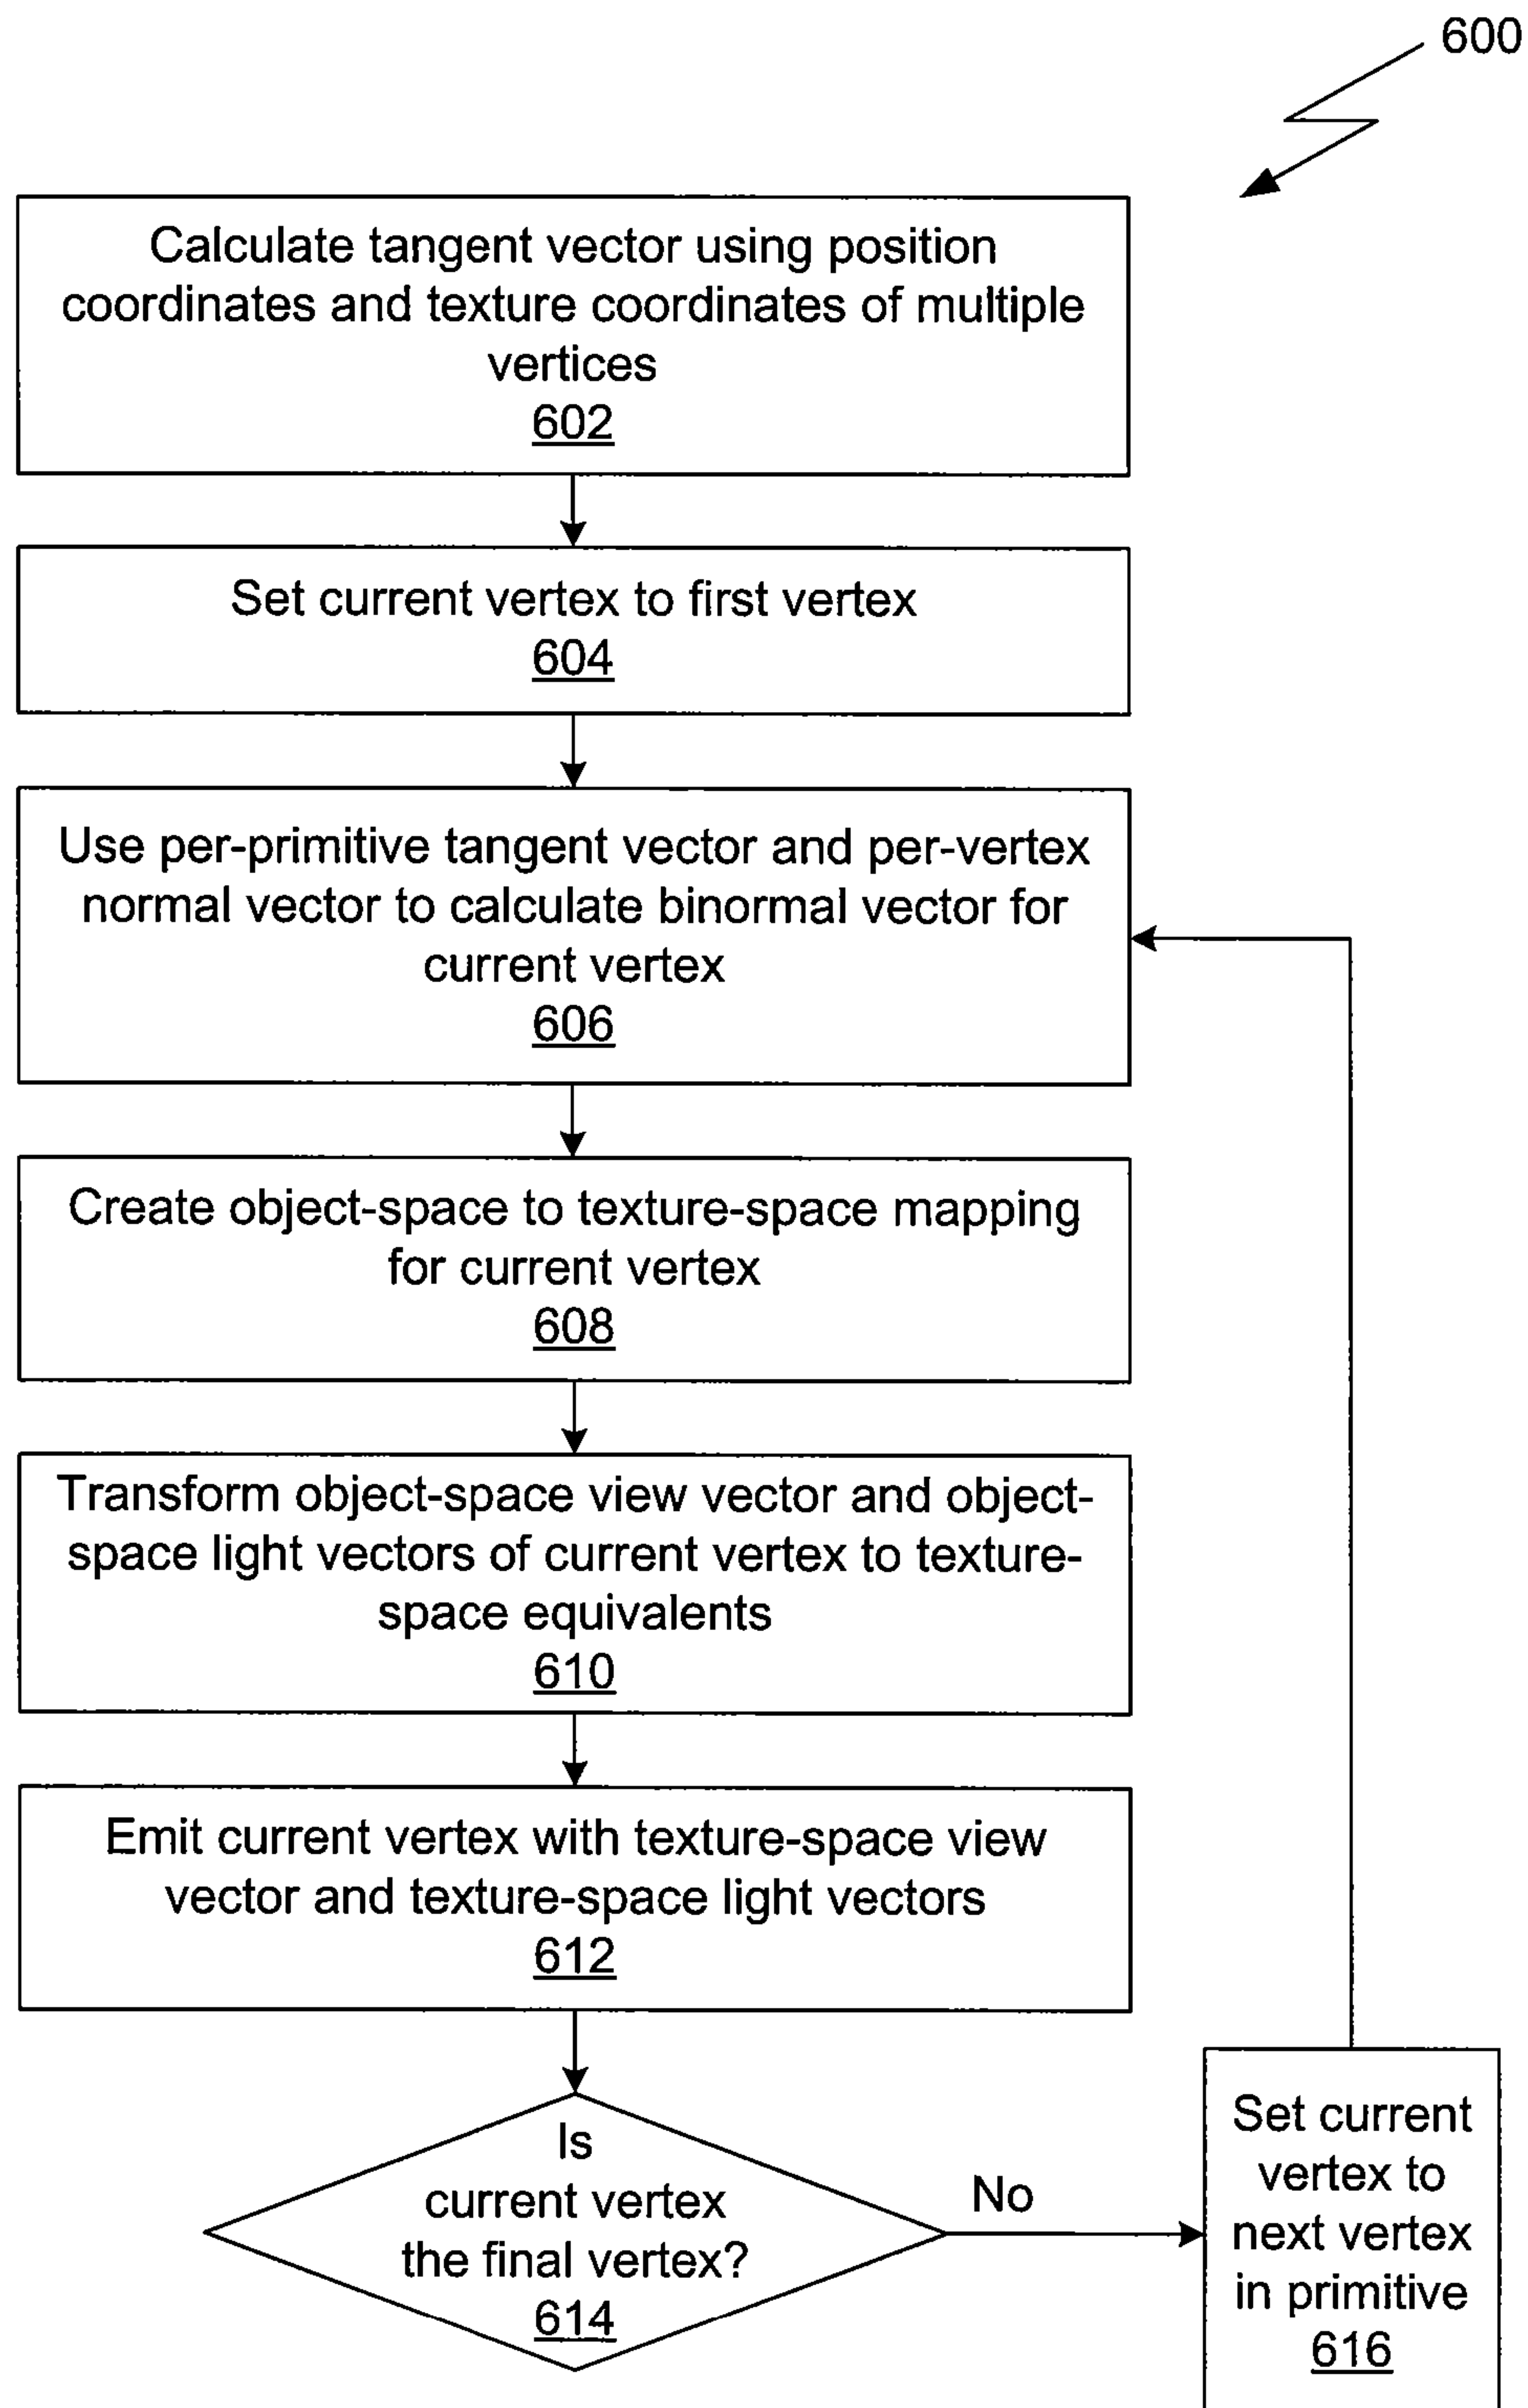 600
Calculate tangent vector using position
coordinates and texture coordinates of multiple
vertices
602
Set current vertex to first vertex
604
Use per-primitive tangent vector and per-vertex
normal vector to calculate binormal vector for
current vertex
606
Create object-space to texture-space mapping
for current vertex
608
Transform object-space view vector and object-
space light vectors of current vertex to texture-
space equivalents
610
Emit current vertex with texture-space view
vector and texture-space light vectors
612
Is
current vertex
the final vertex?
614
No
Set current
vertex to
next vertex
in primitive
616